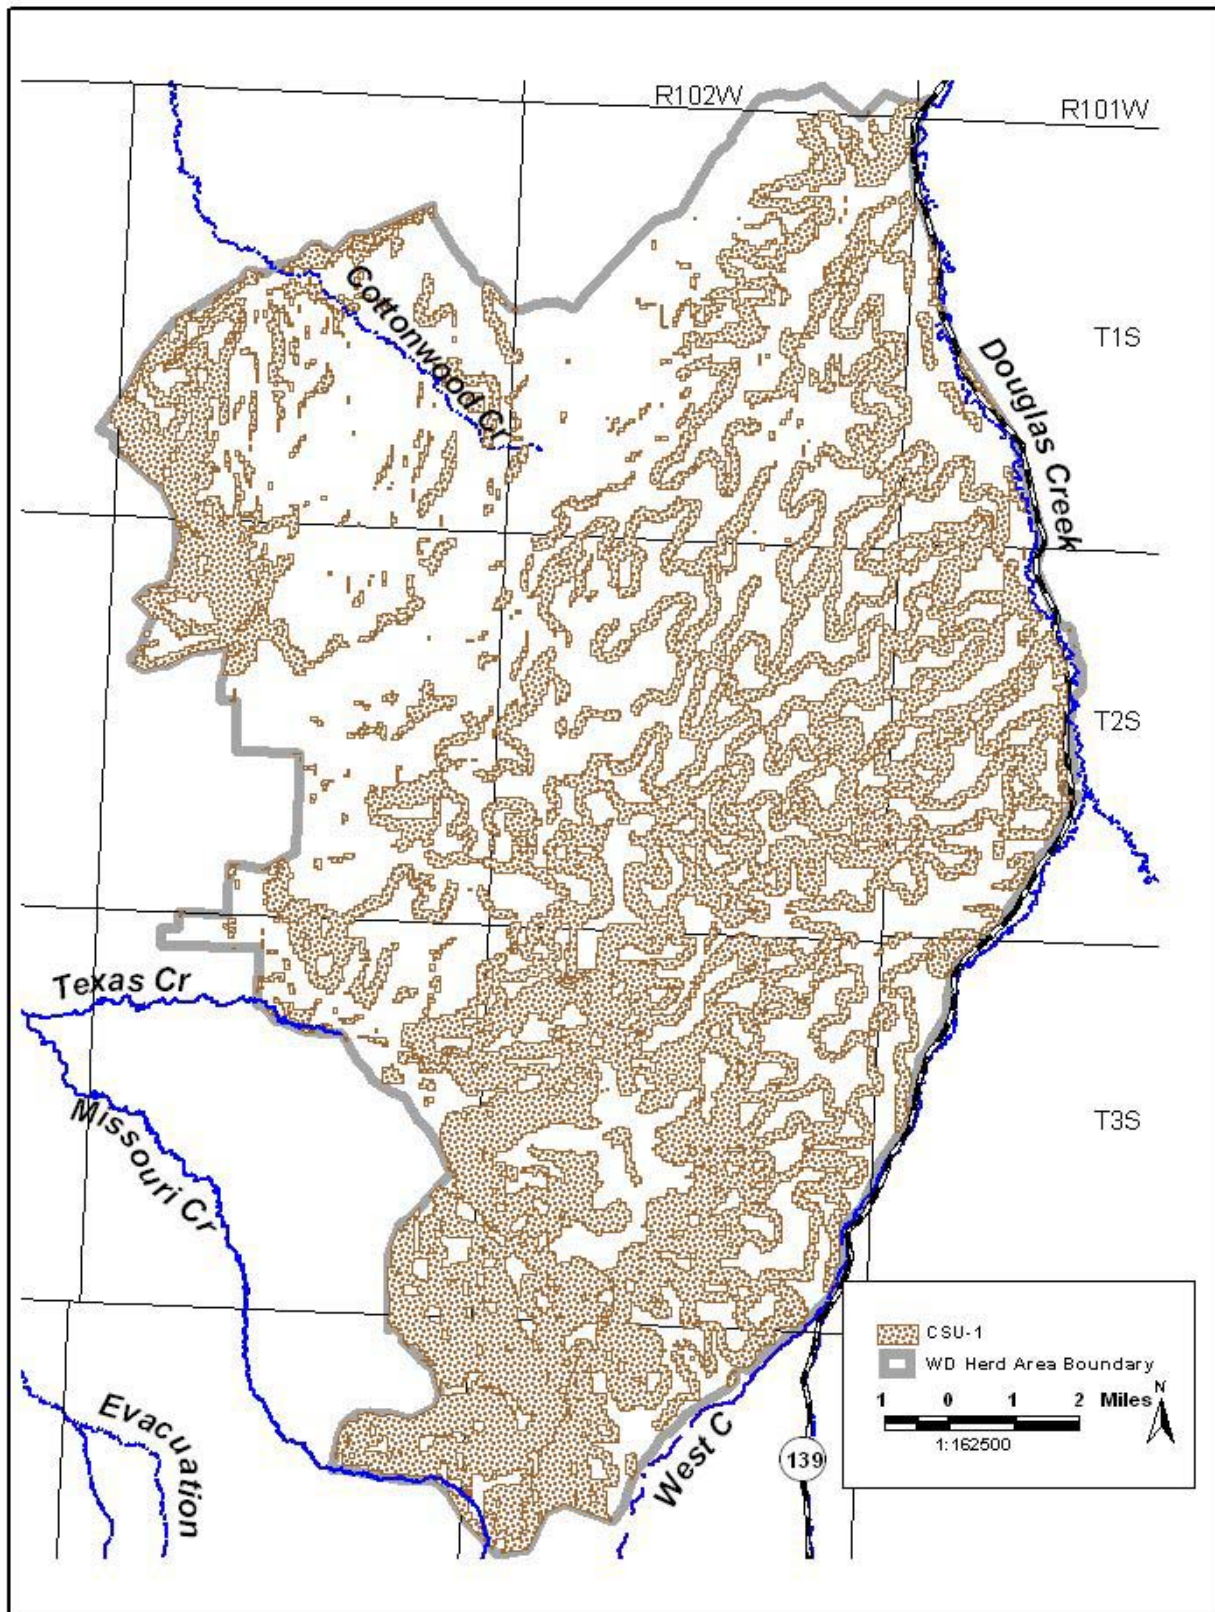 R102W
R101W
Cottonwood Cr
T1S
Douglas Creek
T2S
Texas Cr
Missouri Cr
T3S
CSU-1
WD Herd Area Boundary
1 0 1 2 Miles
N
1:162500
Evacuation
West C
139